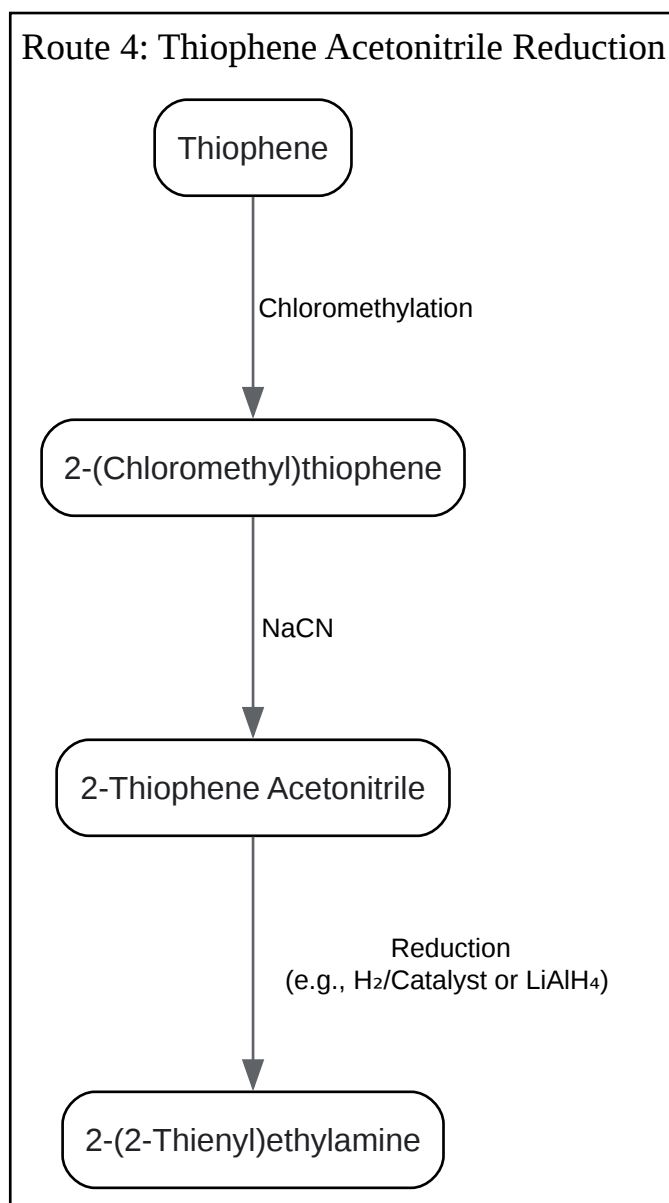 Route 4: Thiophene Acetonitrile Reduction
Thiophene
Chloromethylation
2-(Chloromethyl)thiophene
NaCN
2-Thiophene Acetonitrile
Reduction
(e.g., H₂/Catalyst or LiAlH₄)
2-(2-Thienyl)ethylamine